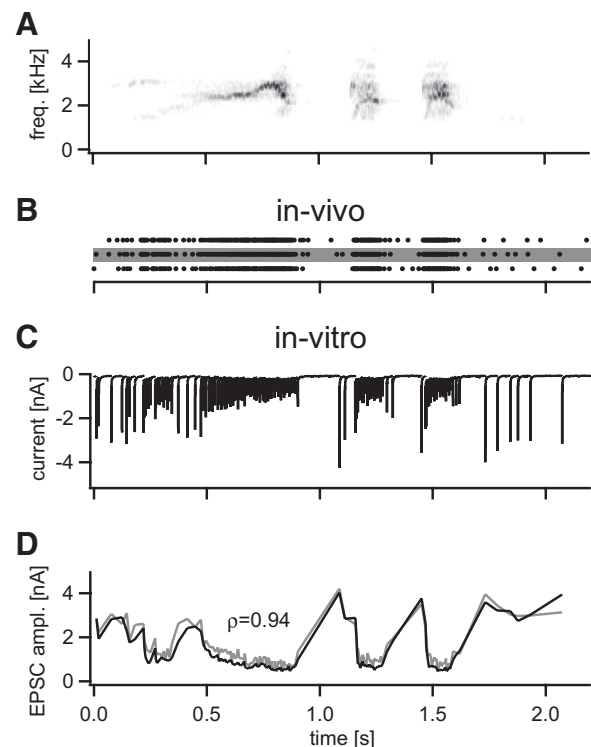 A
freq. [kHz]
4
2
0
B
in-vivo
C
in-vitro
current [nA]
0
-2
-4
D
EPSC ampl. [nA]
4
2
0
ρ=0.94
0.0 0.5 1.0 1.5 2.0
time [s]